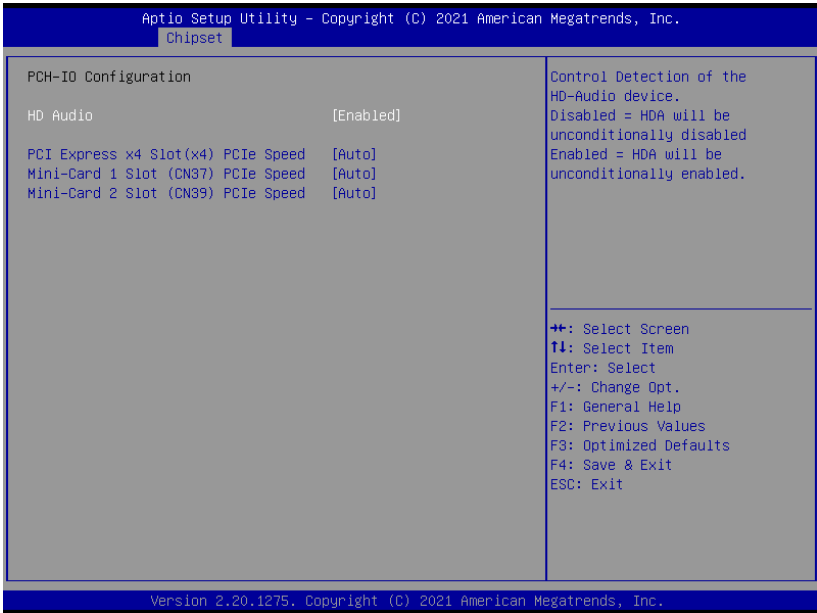 Aptio Setup Utility – Copyright (C) 2021 American Megatrends, Inc.
Chipset
PCH-IO Configuration
HD Audio [Enabled]
PCI Express x4 Slot(x4) PCIe Speed [Auto]
Mini-Card 1 Slot (CN37) PCIe Speed [Auto]
Mini-Card 2 Slot (CN39) PCIe Speed [Auto]
Control Detection of the
HD-Audio device.
Disabled = HDA will be
unconditionally disabled
Enabled = HDA will be
unconditionally enabled.
→←: Select Screen
↑↓: Select Item
Enter: Select
+/-: Change Opt.
F1: General Help
F2: Previous Values
F3: Optimized Defaults
F4: Save & Exit
ESC: Exit
Version 2.20.1275. Copyright (C) 2021 American Megatrends, Inc.